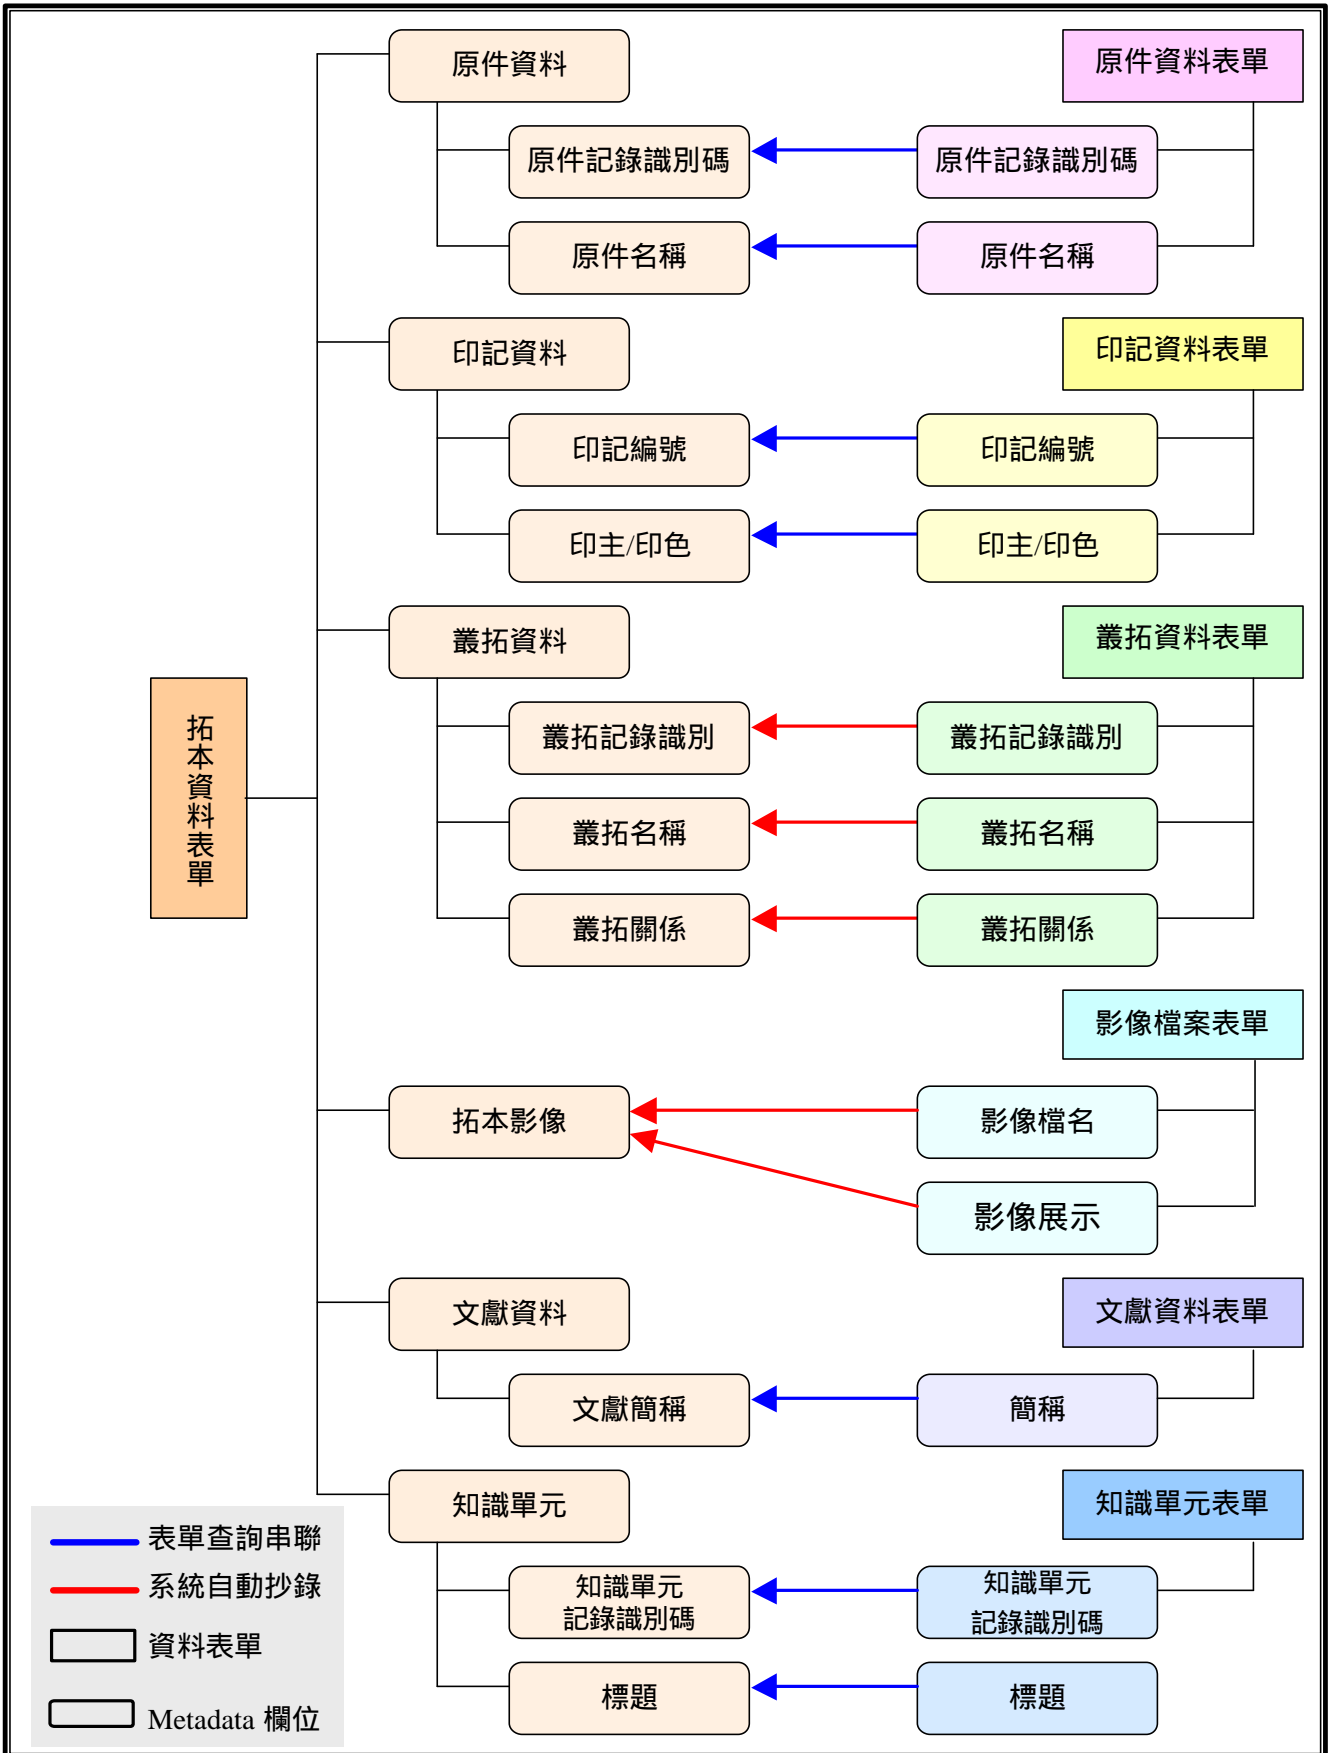 原件資料
原件資料表單
原件記錄識別碼
原件記錄識別碼
原件名稱
原件名稱
印記資料
印記資料表單
印記編號
印記編號
印主/印色
印主/印色
叢拓資料
叢拓資料表單
拓本資料表單
叢拓記錄識別
叢拓記錄識別
叢拓名稱
叢拓名稱
叢拓關係
叢拓關係
影像檔案表單
拓本影像
影像檔名
影像展示
文獻資料
文獻資料表單
文獻簡稱
簡稱
知識單元
知識單元表單
知識單元
記錄識別碼
知識單元
記錄識別碼
標題
標題
表單查詢串聯
系統自動抄錄
資料表單
Metadata 欄位